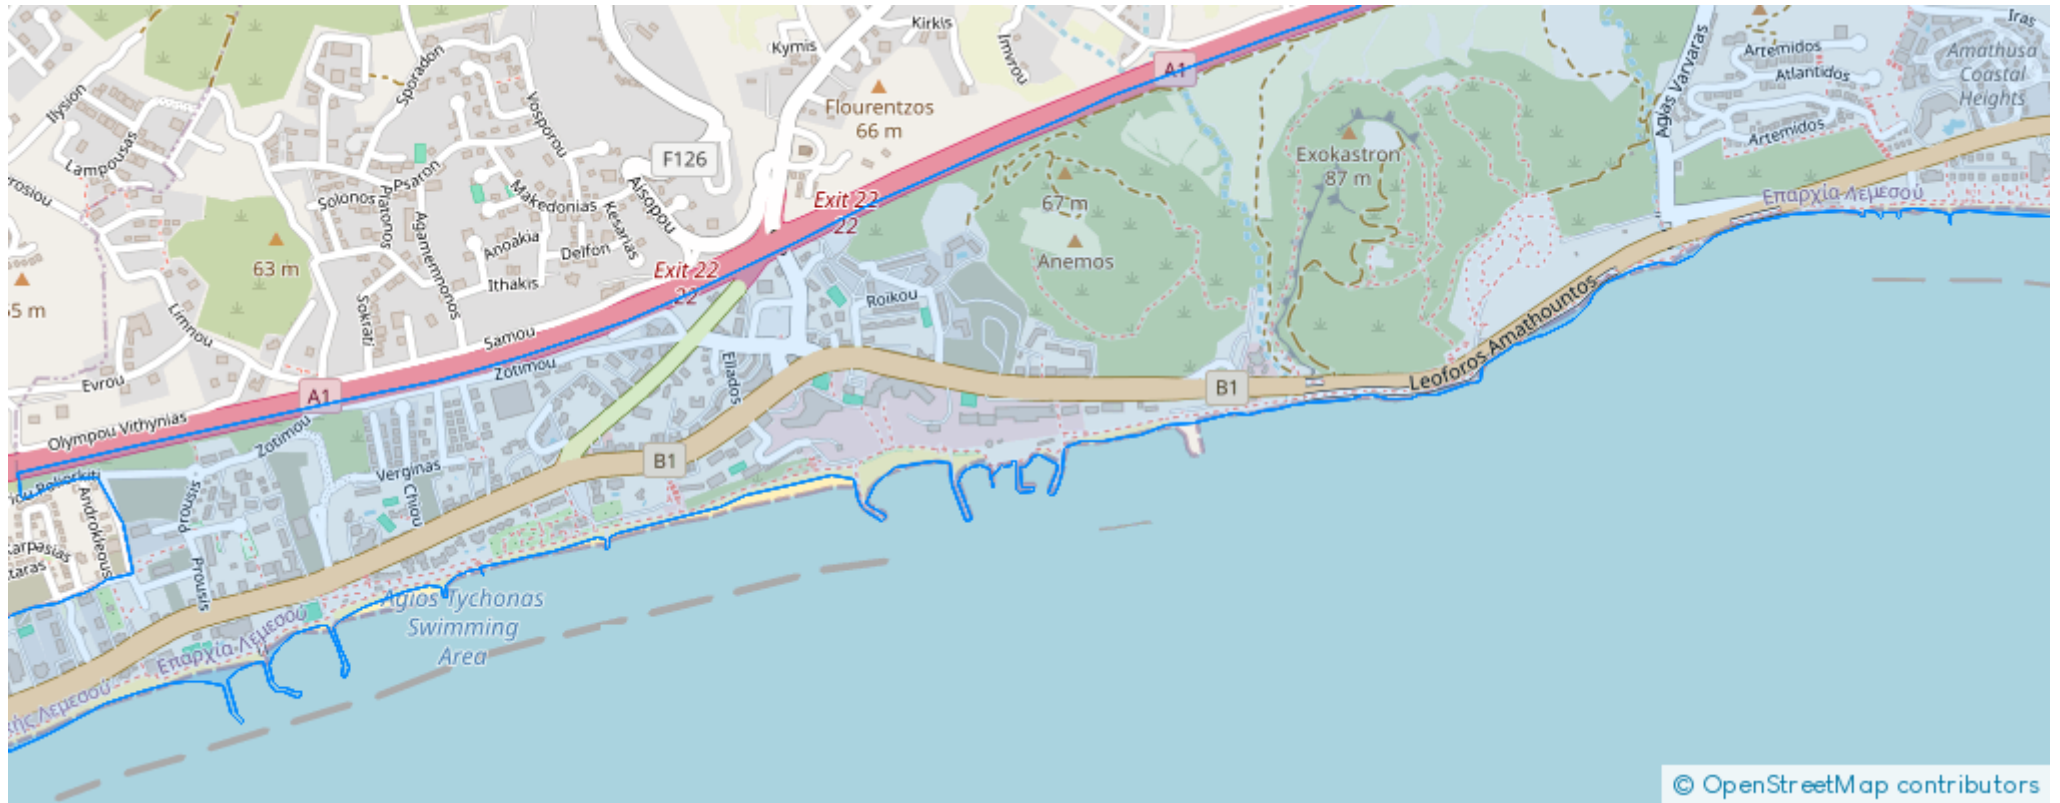 Kirkis
Kymis
Imvrou
Iras
Artemidos
Atlantidos
Amathusa
Coastal
Heights
Agias Varvaras
Artemidos
A1
Sporadon
Vosporou
Ilysion
Lampousas
Flourentzos
66 m
F126
Exokastron
87 m
Psaron
Platonos
Solonos
Makedonias
Aisopou
Kesarias
Agamemnonos
Anoakia
Delfon
Ithakis
Exit 22
22
67 m
Anemos
Επαρχία Λεμεσού
63 m
Exit 22
22
Roikou
Limnou
Sokrati
Samou
Zotimou
Ellados
Evrou
A1
B1
Leoforos Amathountos
Olympou Vithynias
Zotimou
Verginas
Chiou
B1
Androkleous
Prousis
Karpasias
Prousis
Agios Tychonas
Swimming
Area
Επαρχία Λεμεσού
© OpenStreetMap contributors